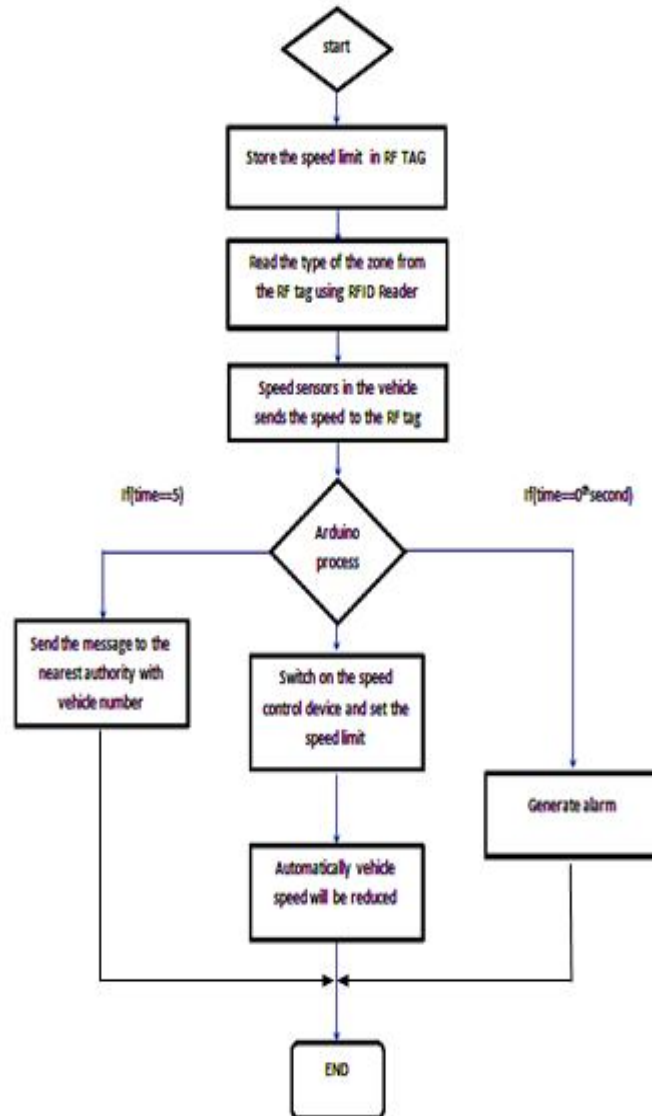 start
Store the speed limit in RF TAG
Read the type of the zone from
the RF tag using RFID Reader
Speed sensors in the vehicle
sends the speed to the RF tag
If(time==5)
If(time==0th second)
Arduino
process
Send the message to the
nearest authority with
vehicle number
Switch on the speed
control device and set the
speed limit
Generate alarm
Automatically vehicle
speed will be reduced
END